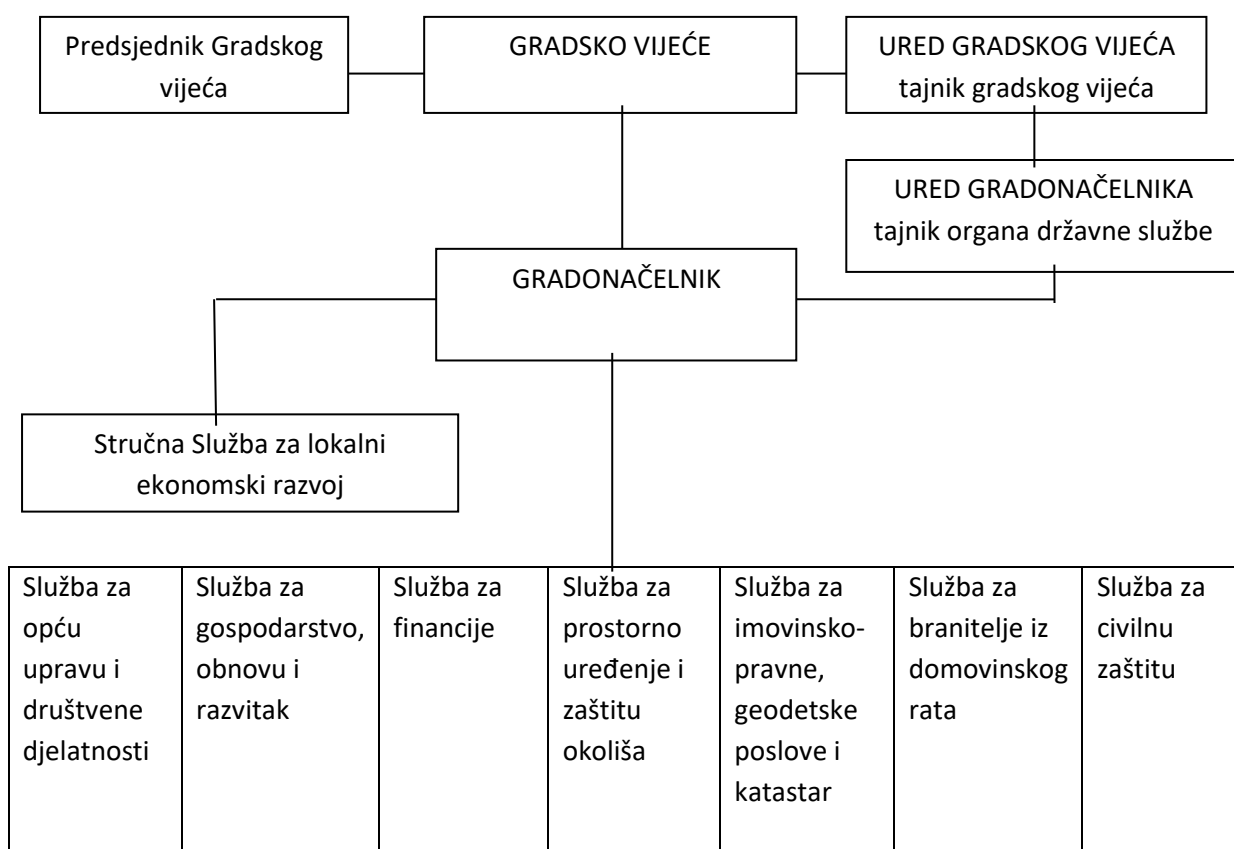 Predsjednik Gradskog
vijeća
GRADSKO VIJEĆE
URED GRADSKOG VIJEĆA
tajnik gradskog vijeća
URED GRADONAČELNIKA
tajnik organa državne službe
GRADONAČELNIK
Stručna Služba za lokalni
ekonomski razvoj
Služba za
opću
upravu i
društvene
djelatnosti
Služba za
gospodarstvo,
obnovu i
razvitak
Služba za
financije
Služba za
prostorno
uređenje i
zaštitu
okoliša
Služba za
imovinsko-
pravne,
geodetske
poslove i
katastar
Služba za
branitelje iz
domovinskog
rata
Služba za
civilnu
zaštitu